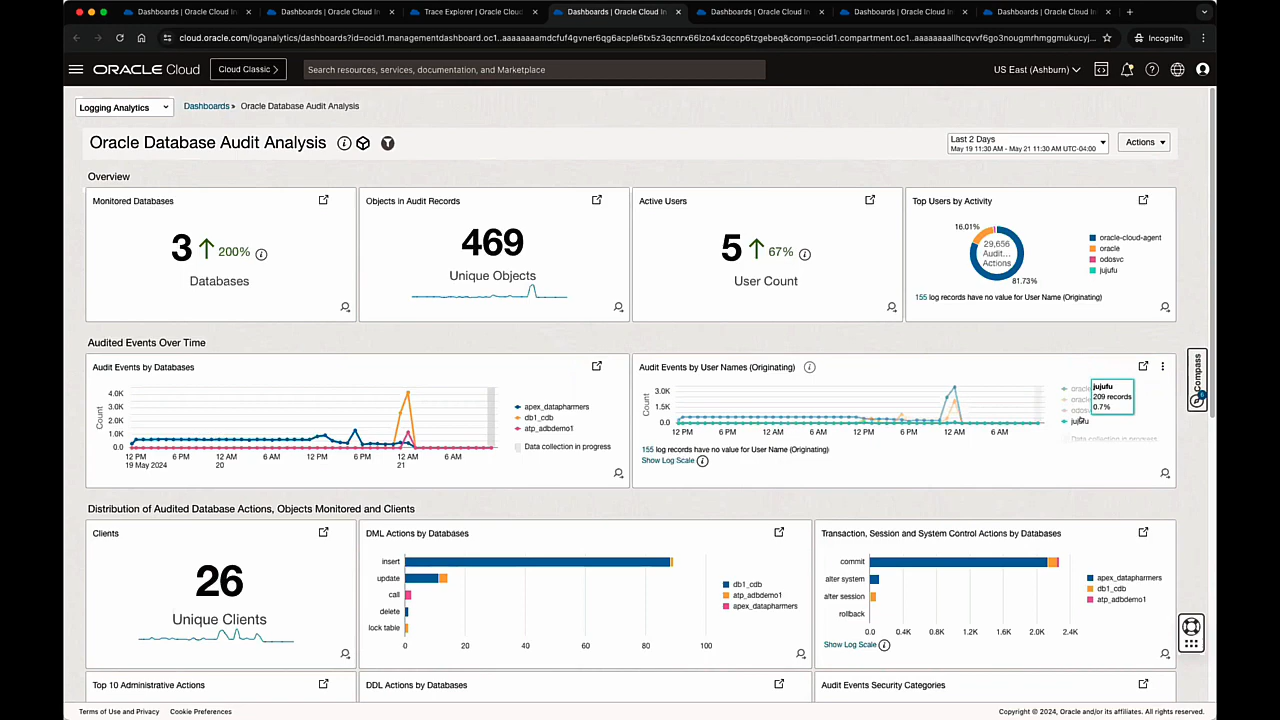 Dashboards | Oracle Cloud In
Dashboards | Oracle Cloud In
Trace Explorer | Oracle Cloud
Dashboards | Oracle Cloud In
Dashboards | Oracle Cloud In
Dashboards | Oracle Cloud In
Dashboards | Oracle Cloud In
Incognito
ORACLE Cloud
Cloud Classic >
Search resources, services, documentation, and Marketplace
US East (Ashburn)
Logging Analytics
Dashboards »
Oracle Database Audit Analysis
Oracle Database Audit Analysis
Last 2 Days
May 19 11:30 AM - May 21 11:30 AM UTC-04:00
Actions
Overview
Monitored Databases
3
200%
Databases
Objects in Audit Records
469
Unique Objects
Active Users
5
67%
User Count
Top Users by Activity
16.01%
29,656
Audit...
Actions
81.73%
oracle-cloud-agent
oracle
odosvc
jujufu
155 log records have no value for User Name (Originating)
Audited Events Over Time
Audit Events by Databases
Count
4.0K
3.0K
2.0K
1.0K
0.0
12 PM
6 PM
12 AM
6 AM
12 PM
6 PM
12 AM
6 AM
19 May 2024
20
21
apex_datapharmers
db1_cdb
atp_adbdemo1
Data collection in progress
Audit Events by User Names (Originating)
Count
3.0K
1.5K
0.0
12 PM
6 PM
12 AM
6 AM
12 PM
6 PM
12 AM
6 AM
jujufu
209 records
0.7%
jujufu
Data collection in progress
155 log records have no value for User Name (Originating)
Show Log Scale
Compass
Distribution of Audited Database Actions, Objects Monitored and Clients
Clients
26
Unique Clients
DML Actions by Databases
insert
update
call
delete
lock table
0
20
40
60
80
100
db1_cdb
atp_adbdemo1
apex_datapharmers
Transaction, Session and System Control Actions by Databases
commit
alter system
alter session
rollback
0.0
0.4K
0.8K
1.2K
1.6K
2.0K
2.4K
apex_datapharmers
db1_cdb
atp_adbdemo1
Show Log Scale
Top 10 Administrative Actions
DDL Actions by Databases
Audit Events Security Categories
Terms of Use and Privacy
Cookie Preferences
Copyright © 2024, Oracle and/or its affiliates. All rights reserved.